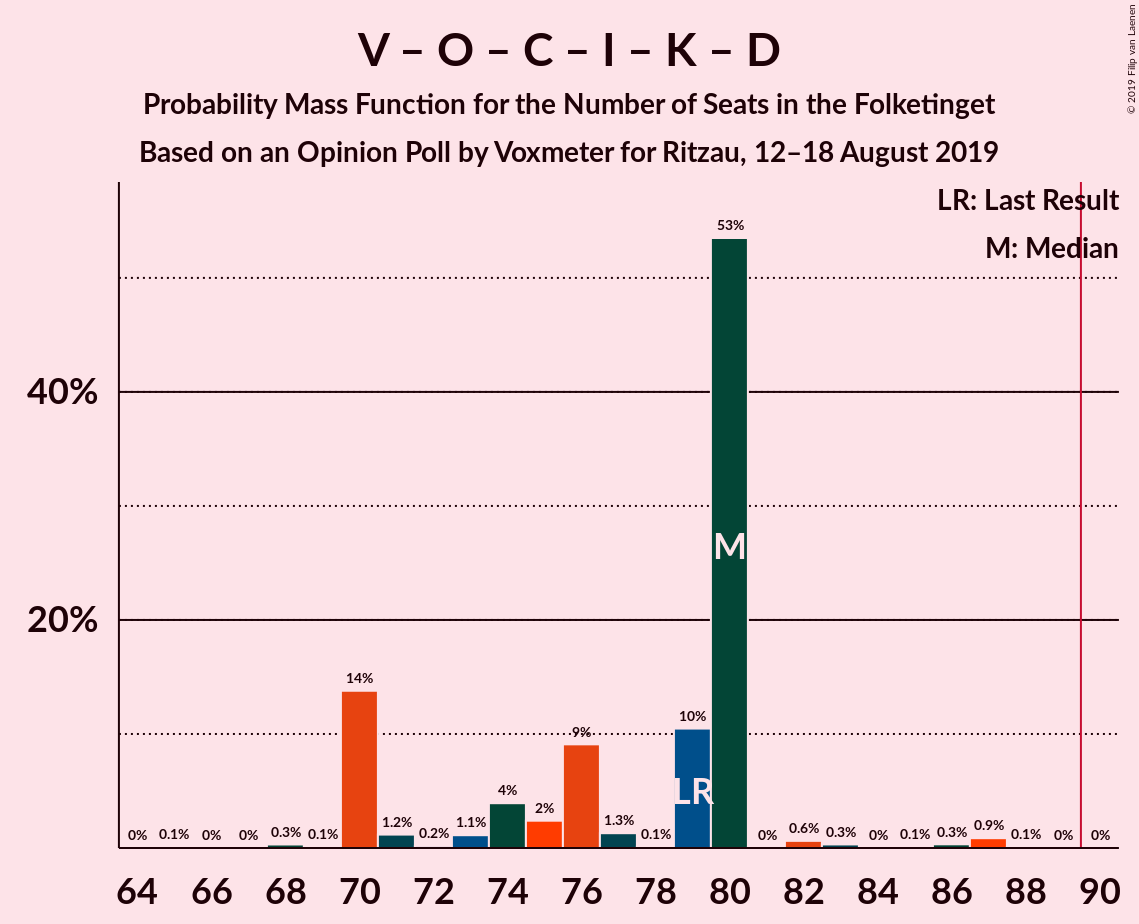 V – O – C – I – K – D
Probability Mass Function for the Number of Seats in the Folketinget
Based on an Opinion Poll by Voxmeter for Ritzau, 12–18 August 2019
© 2019 Filip van Laenen
LR: Last Result
M: Median
53%
40%
M
20%
14%
10%
9%
LR
4%
2%
0% 0.1% 0% 0% 0.3% 0.1% 1.2% 0.2% 1.1% 1.3% 0.1% 0% 0.6% 0.3% 0% 0.1% 0.3% 0.9% 0.1% 0% 0%
64 66 68 70 72 74 76 78 80 82 84 86 88 90